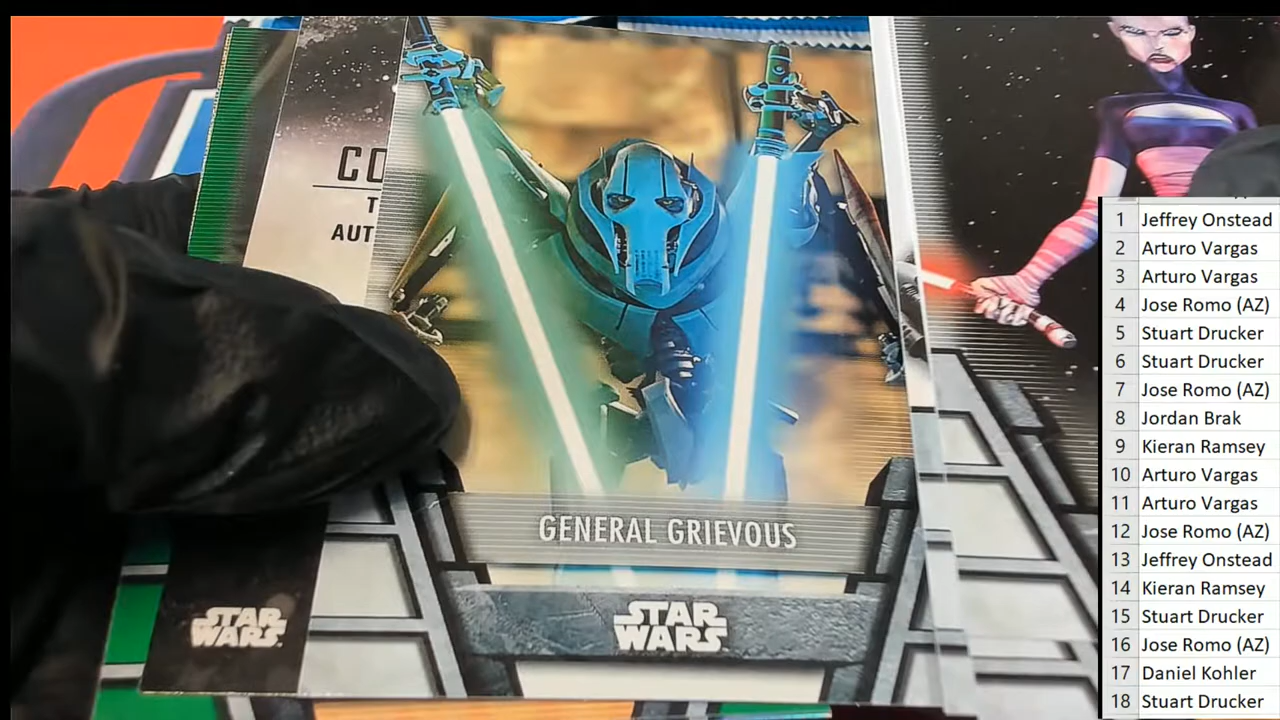 CO
T
AUT
GENERAL GRIEVOUS
STAR
WARS
STAR
WARS
1 Jeffrey Onstead
2 Arturo Vargas
3 Arturo Vargas
4 Jose Romo (AZ)
5 Stuart Drucker
6 Stuart Drucker
7 Jose Romo (AZ)
8 Jordan Brak
9 Kieran Ramsey
10 Arturo Vargas
11 Arturo Vargas
12 Jose Romo (AZ)
13 Jeffrey Onstead
14 Kieran Ramsey
15 Stuart Drucker
16 Jose Romo (AZ)
17 Daniel Kohler
18 Stuart Drucker